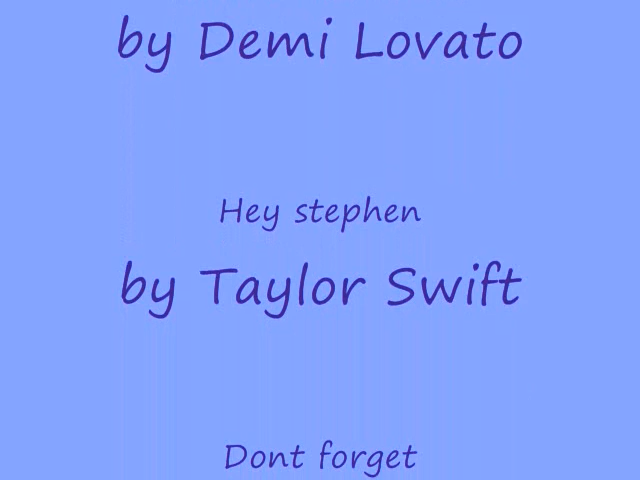 by Demi Lovato
Hey stephen
by Taylor Swift
Dont forget